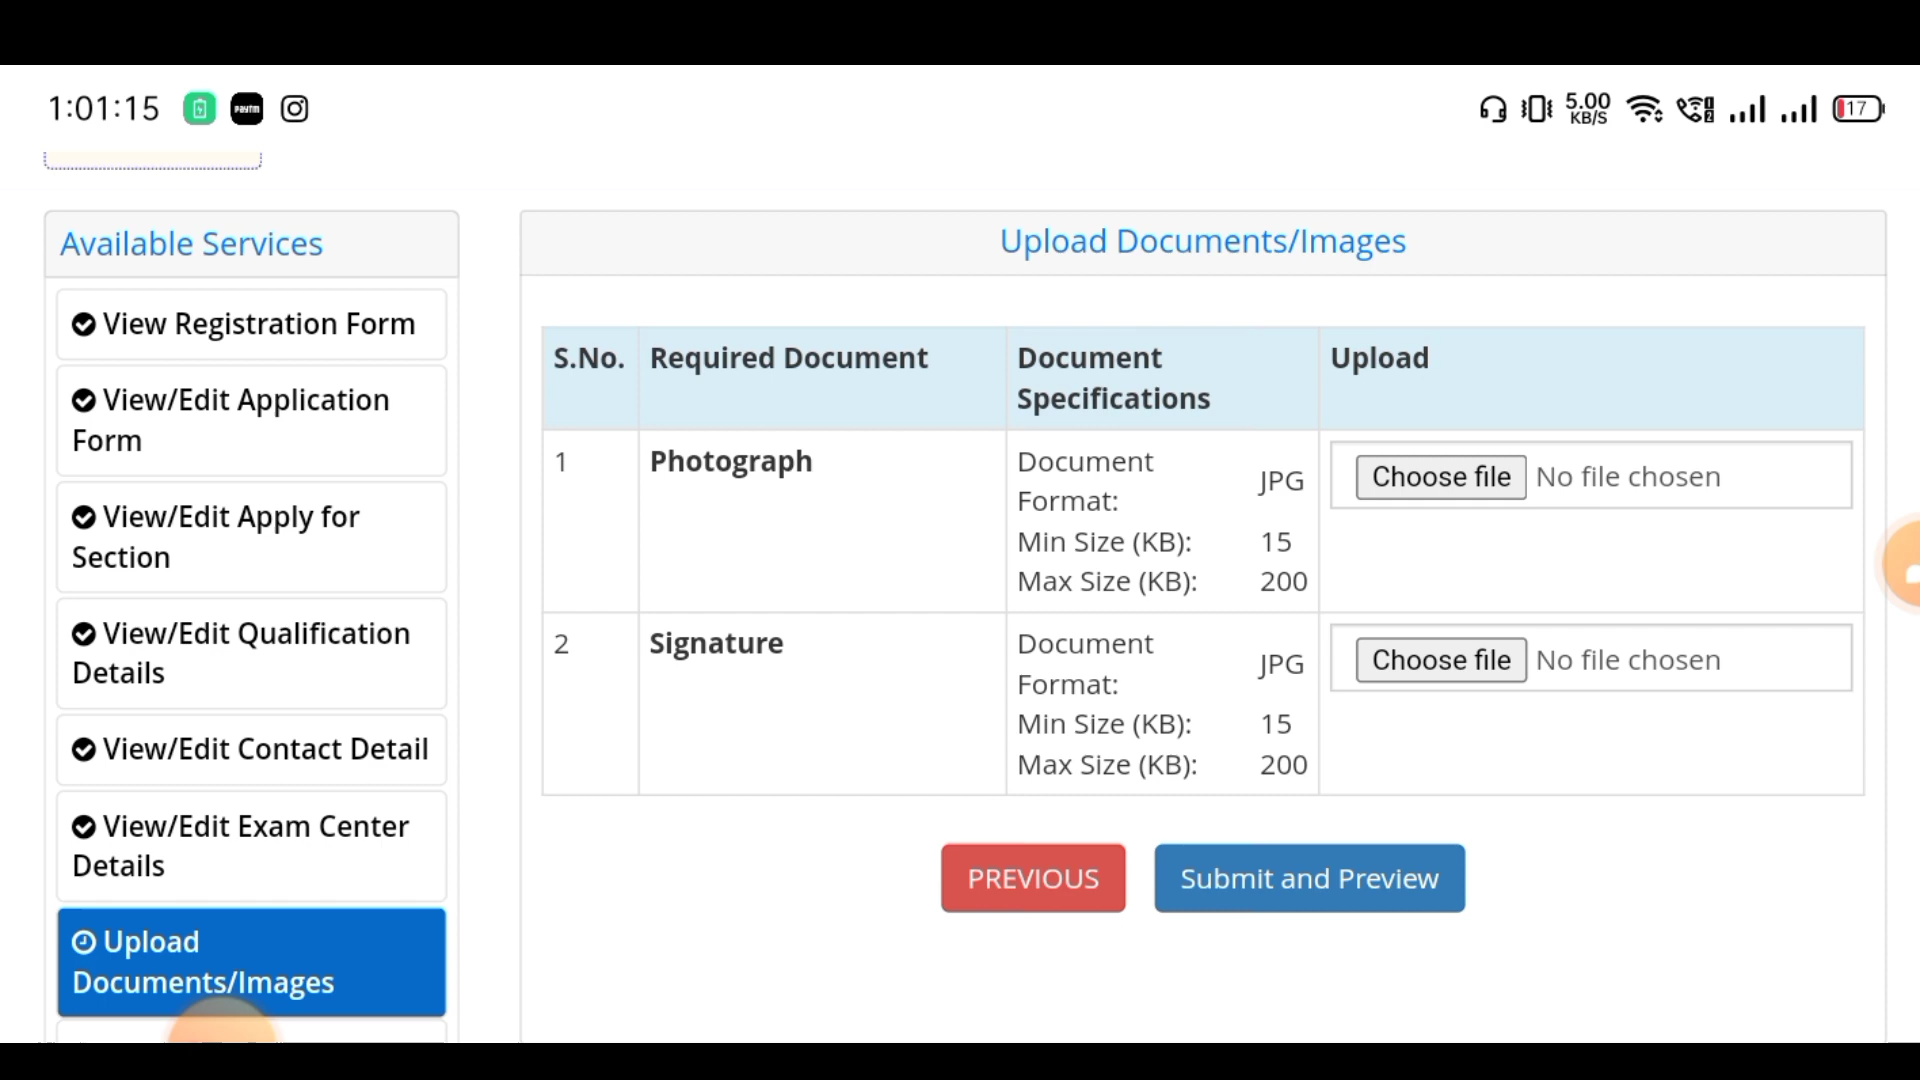 1:01:15
paytm
5.00
KB/S
17
Available Services
View Registration Form
View/Edit Application
Form
View/Edit Apply for
Section
View/Edit Qualification
Details
View/Edit Contact Detail
View/Edit Exam Center
Details
Upload
Documents/Images
Upload Documents/Images
S.No. Required Document Document Specifications Upload
1 Photograph
Document Format: JPG
Min Size (KB): 15
Max Size (KB): 200
Choose file No file chosen
2 Signature
Document Format: JPG
Min Size (KB): 15
Max Size (KB): 200
Choose file No file chosen
PREVIOUS Submit and Preview